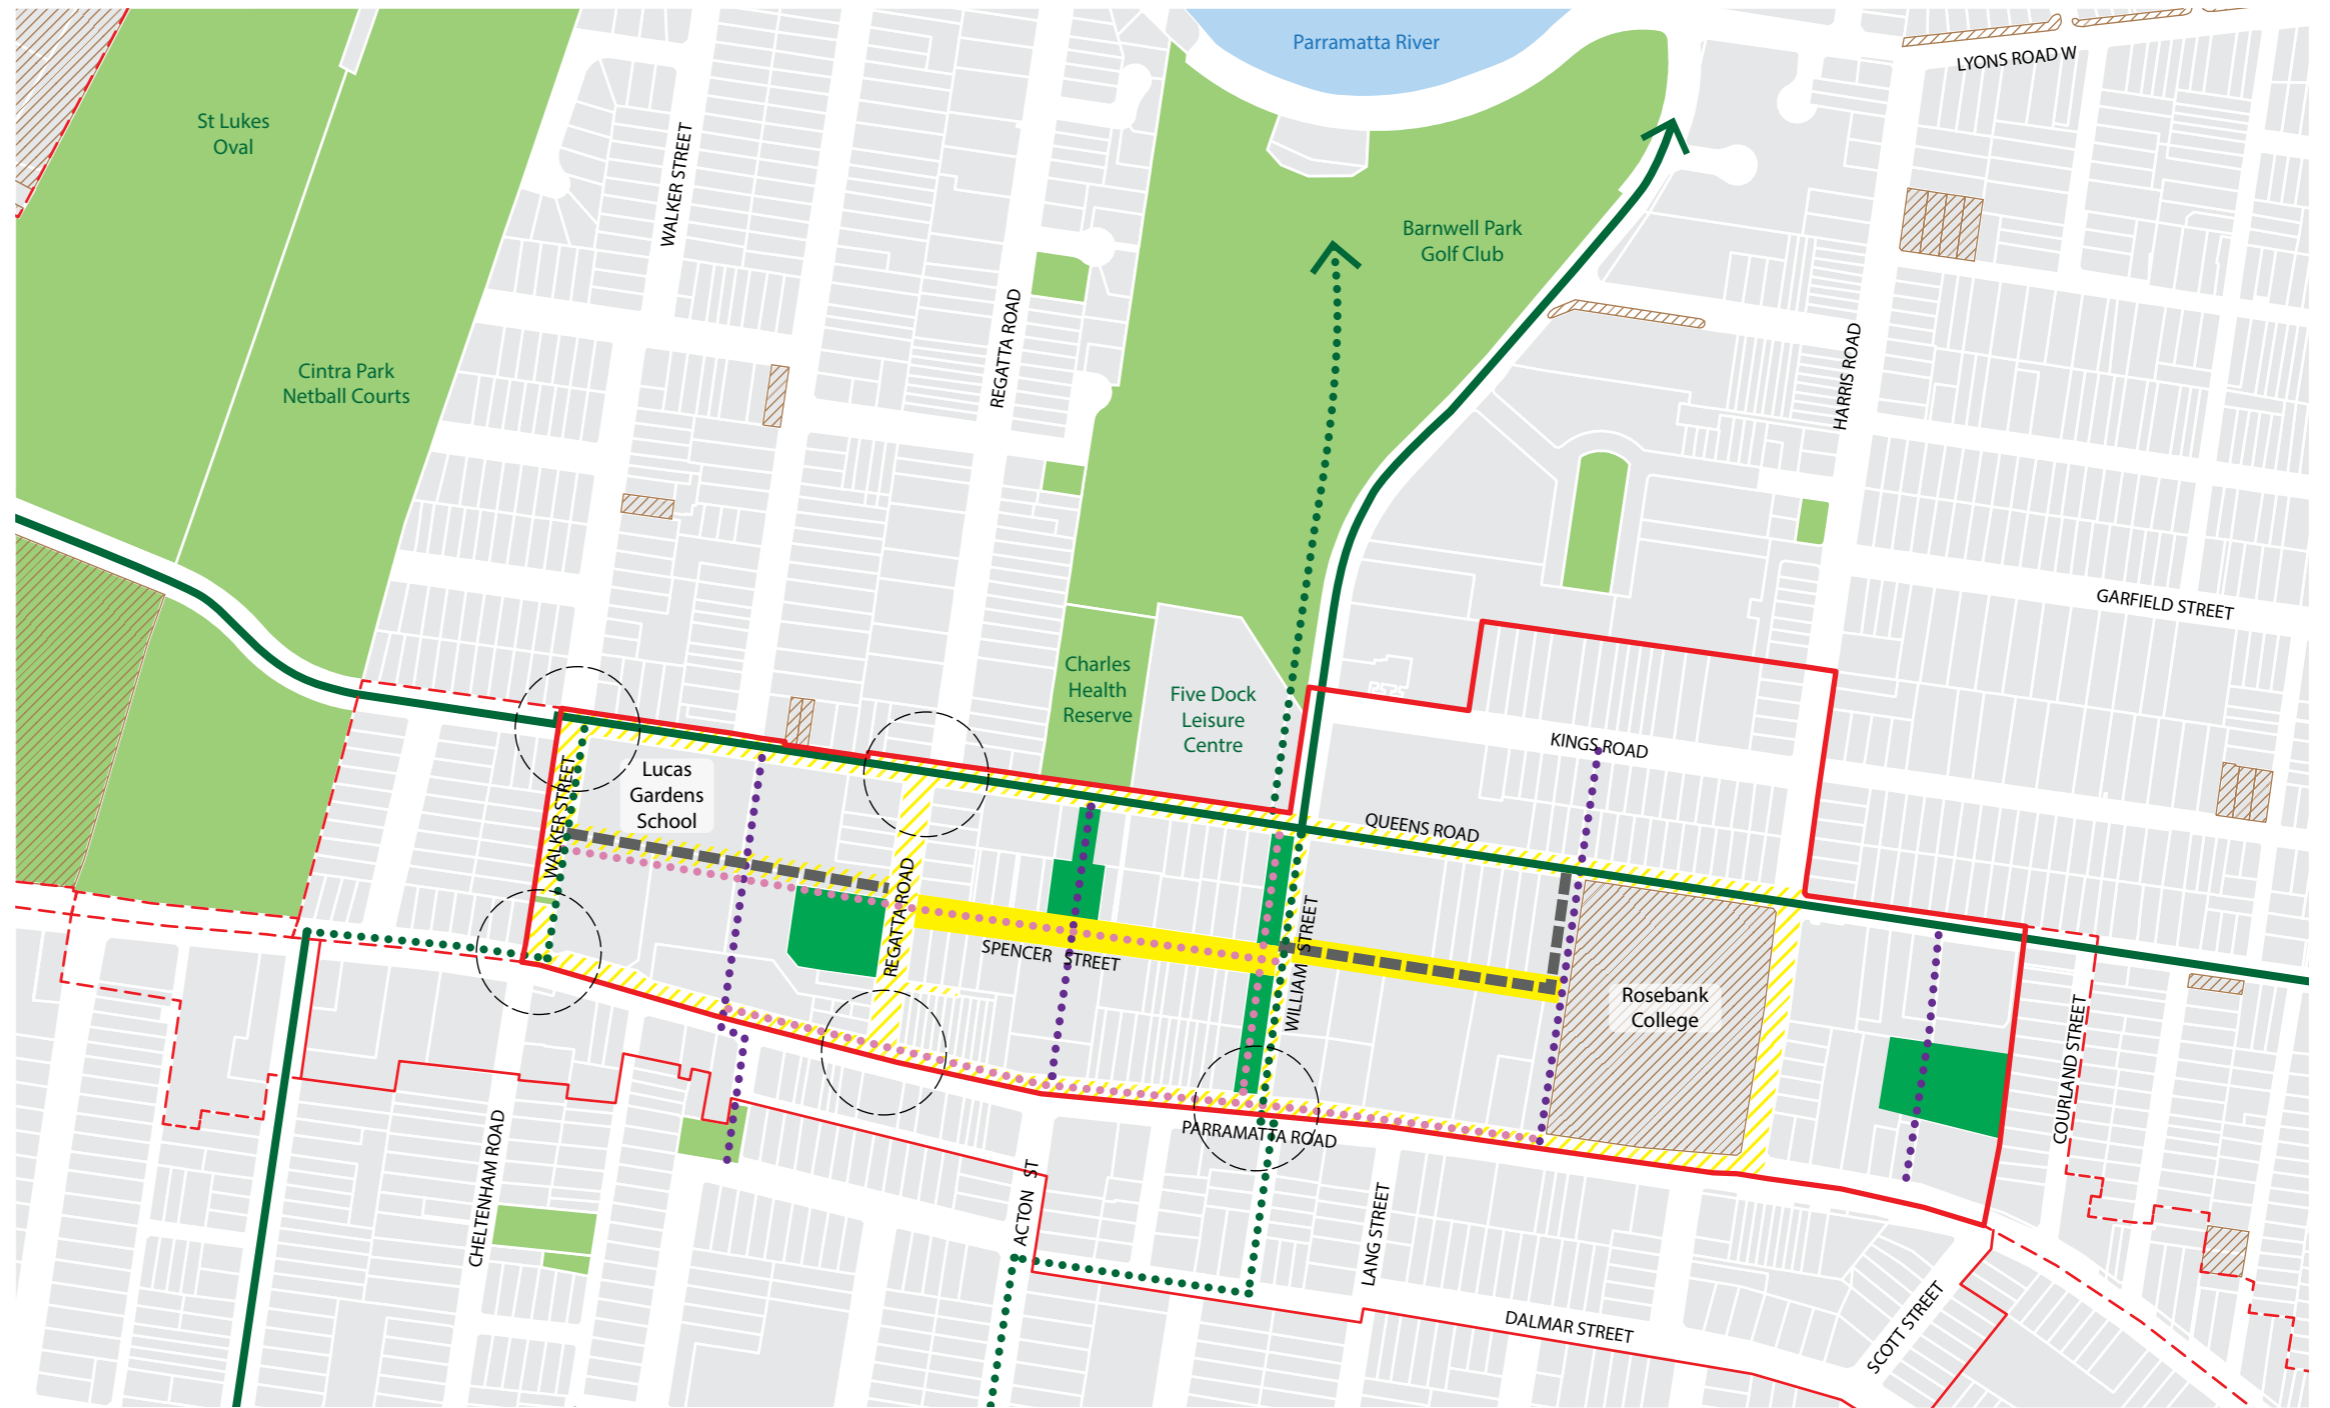 Parramatta River
LYONS ROAD W
St Lukes
Oval
WALKER STREET
Barnwell Park
Golf Club
REGATTA ROAD
Cintra Park
Netball Courts
HARRIS ROAD
GARFIELD STREET
Charles
Health
Reserve
Five Dock
Leisure
Centre
KINGS ROAD
Lucas
Gardens
School
WALKER STREET
QUEENS ROAD
REGATTA ROAD
SPENCER STREET
WILLIAM STREET
Rosebank
College
COURLAND STREET
PARRAMATTA ROAD
CHELTENHAM ROAD
ACTON ST
LANG STREET
DALMAR STREET
SCOTT STREET